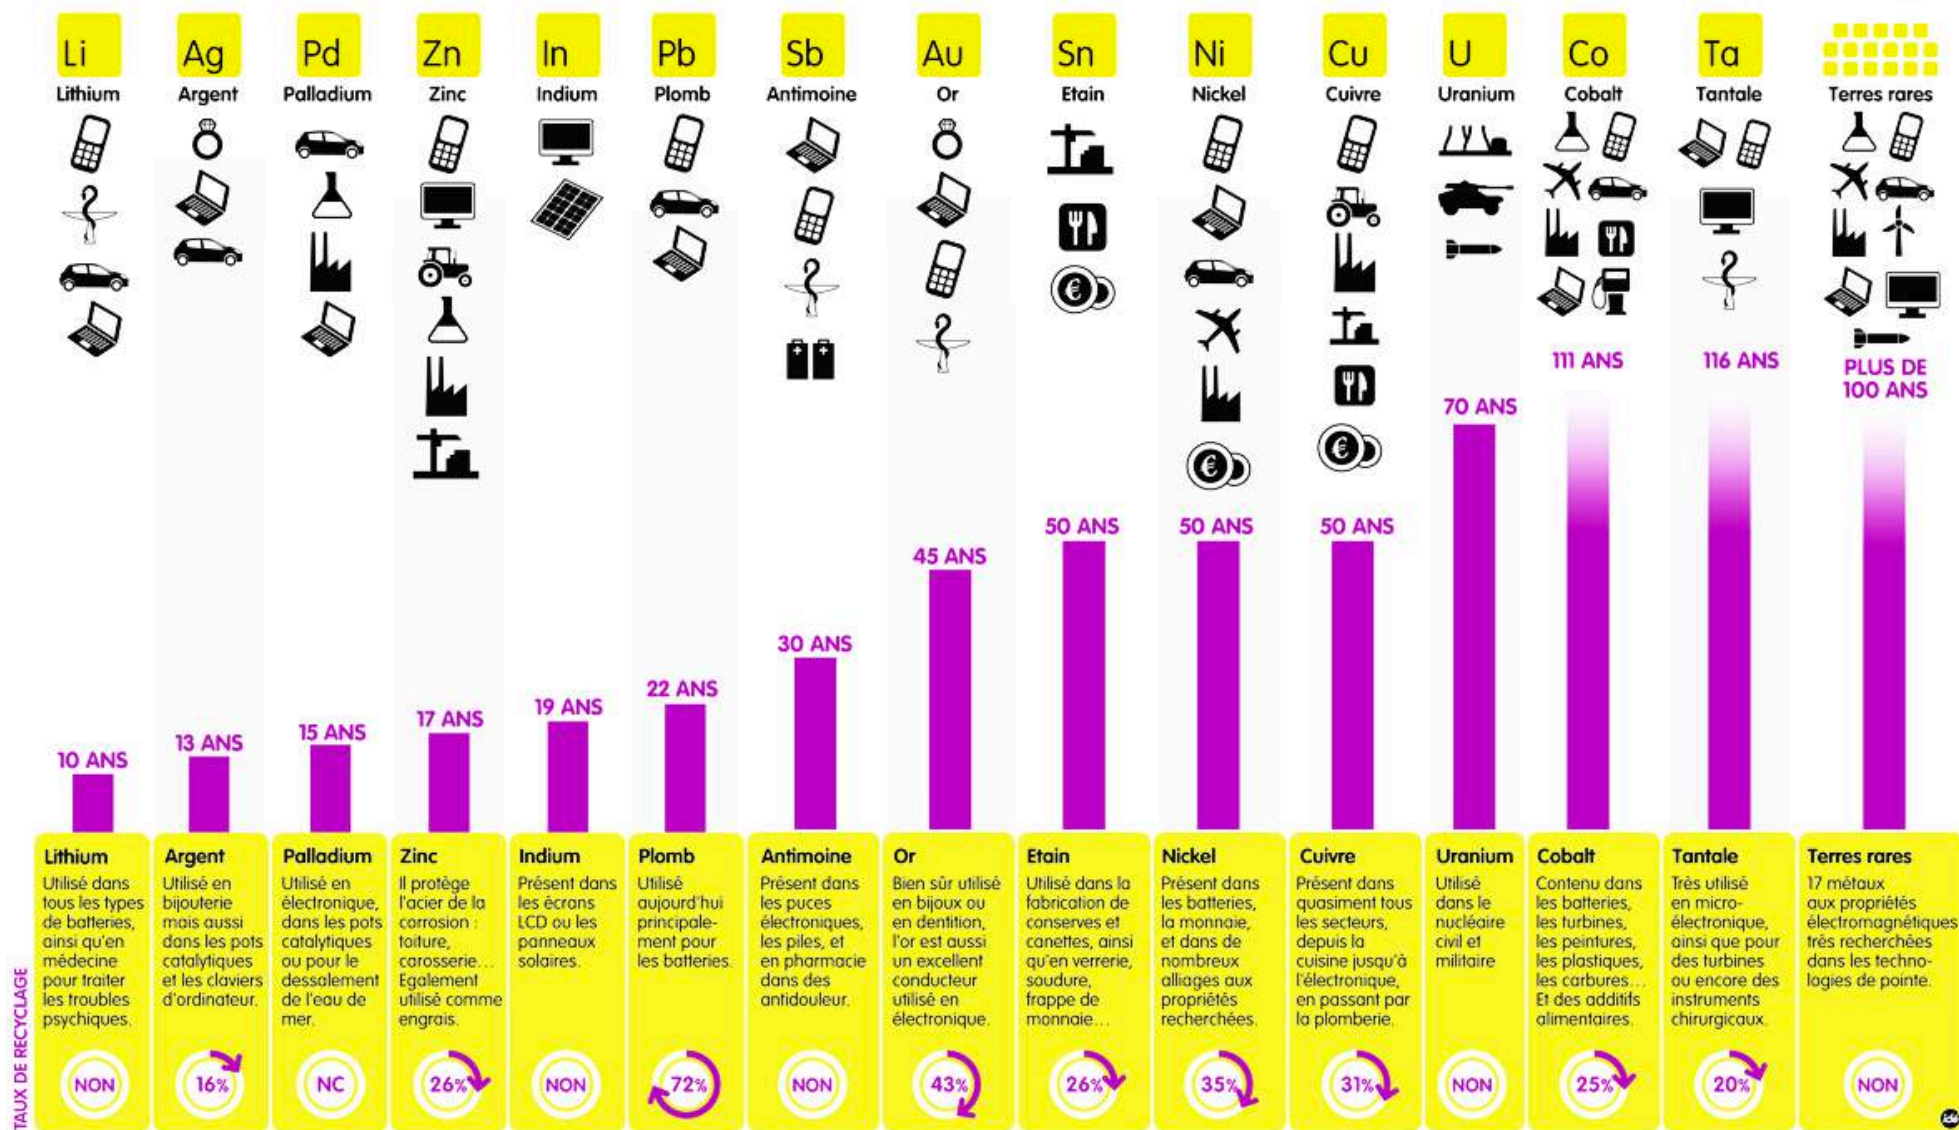 Li
Ag
Pd
Zn
In
Pb
Sb
Au
Sn
Ni
Cu
U
Co
Ta
Lithium
Argent
Palladium
Zinc
Indium
Plomb
Antimoine
Or
Etain
Nickel
Cuivre
Uranium
Cobalt
Tantale
Terres rares
10 ANS
13 ANS
15 ANS
17 ANS
19 ANS
22 ANS
30 ANS
45 ANS
50 ANS
50 ANS
50 ANS
70 ANS
111 ANS
116 ANS
PLUS DE
100 ANS
TAUX DE RECYCLAGE
Lithium
Utilisé dans
tous les types
de batteries,
ainsi qu'en
médecine
pour traiter
les troubles
psychiques.
NON
Argent
Utilisé en
bijouterie
mais aussi
dans les pots
catalytiques
et les claviers
d'ordinateur.
16%
Palladium
Utilisé en
électronique,
dans les pots
catalytiques
ou pour le
dessalement
de l'eau de
mer.
NC
Zinc
Il protège
l'acier de la
corrosion :
toiture,
carosserie...
Egalement
utilisé comme
engrais.
26%
Indium
Présent dans
les écrans
LCD ou les
panneaux
solaires.
NON
Plomb
Utilisé
aujourd'hui
principale-
ment pour
les batteries.
72%
Antimoine
Présent dans
les puces
électroniques,
les piles, et
en pharmacie
dans des
antidouleur.
NON
Or
Bien sûr utilisé
en bijoux ou
en dentition,
l'or est aussi
un excellent
conducteur
utilisé en
électronique.
43%
Etain
Utilisé dans la
fabrication de
conserves et
canettes, ainsi
qu'en verrerie,
soudure,
frappe de
monnaie...
26%
Nickel
Présent dans
les batteries,
la monnaie,
et dans de
nombreux
alliages aux
propriétés
recherchées.
35%
Cuivre
Présent dans
quasiment tous
les secteurs,
depuis la
cuisine jusqu'à
l'électronique,
en passant par
la plomberie.
31%
Uranium
Utilisé
dans le
nucléaire
civil et
militaire
NON
Cobalt
Contenu dans
les batteries,
les turbines,
les peintures,
les plastiques,
les carbures...
Et des additifs
alimentaires.
25%
Tantale
Très utilisé
en micro-
électronique,
ainsi que pour
des turbines
ou encore des
instruments
chirurgicaux.
20%
Terres rares
17 métaux
aux propriétés
électromagnétiques
très recherchées
dans les techno-
logies de pointe.
NON
idé